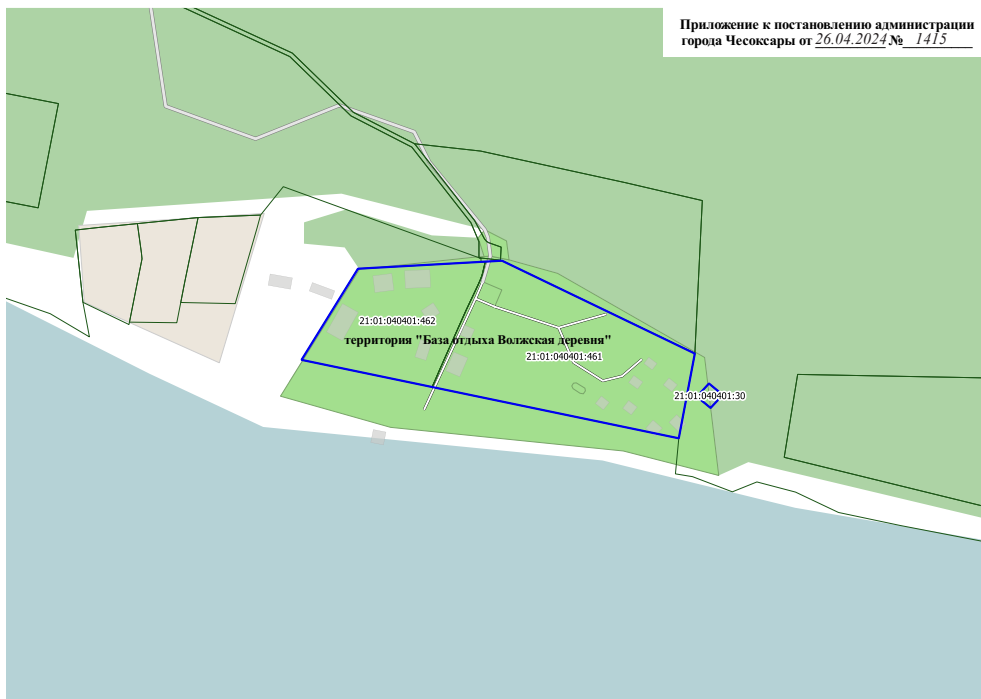 Приложение к постановлению администрации
города Чесоксары от 26.04.2024 № 1415
21:01:040401:462
территория "База отдыха Волжская деревня"
21:01:040401:461
21:01:040401:30